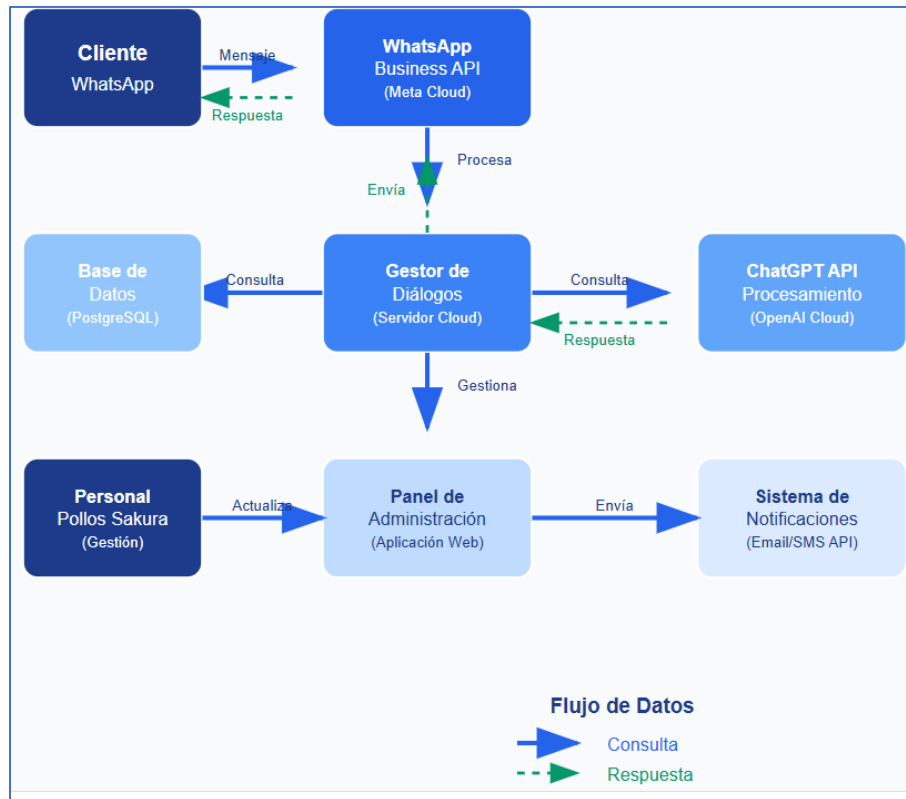 Cliente
WhatsApp
Mensaje
Respuesta
WhatsApp
Business API
(Meta Cloud)
Procesa
Envía
Base de
Datos
(PostgreSQL)
Consulta
Gestor de
Diálogos
(Servidor Cloud)
Consulta
Respuesta
ChatGPT API
Procesamiento
(OpenAI Cloud)
Gestiona
Personal
Pollos Sakura
(Gestión)
Actualiza
Panel de
Administración
(Aplicación Web)
Envía
Sistema de
Notificaciones
(Email/SMS API)
Flujo de Datos
Consulta
Respuesta